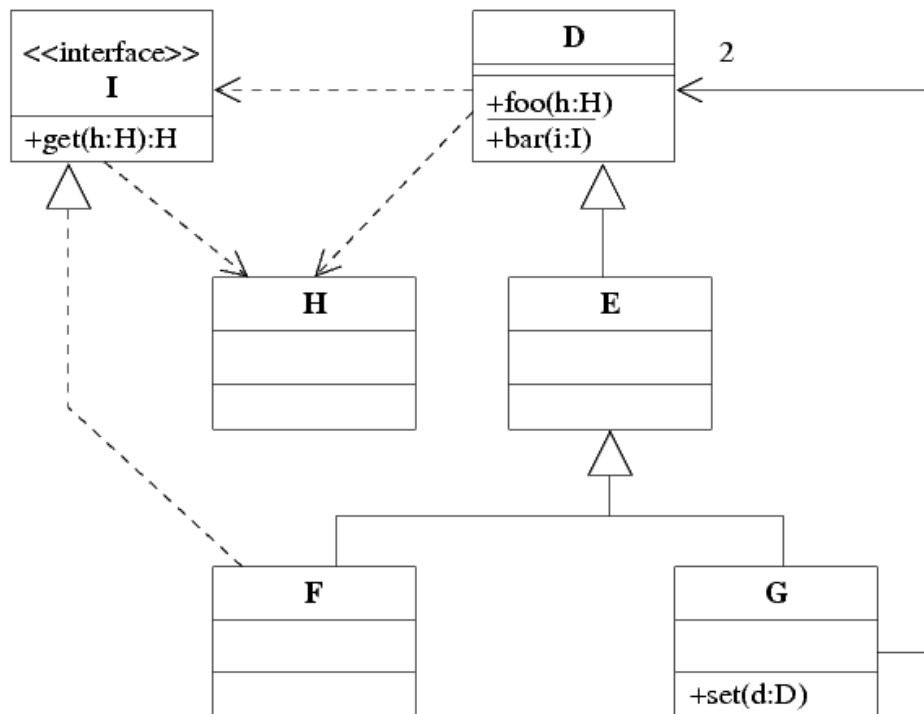 <<interface>>
I
+get(h:H):H
D
+foo(h:H)
+bar(i:I)
2
H
E
F
G
+set(d:D)